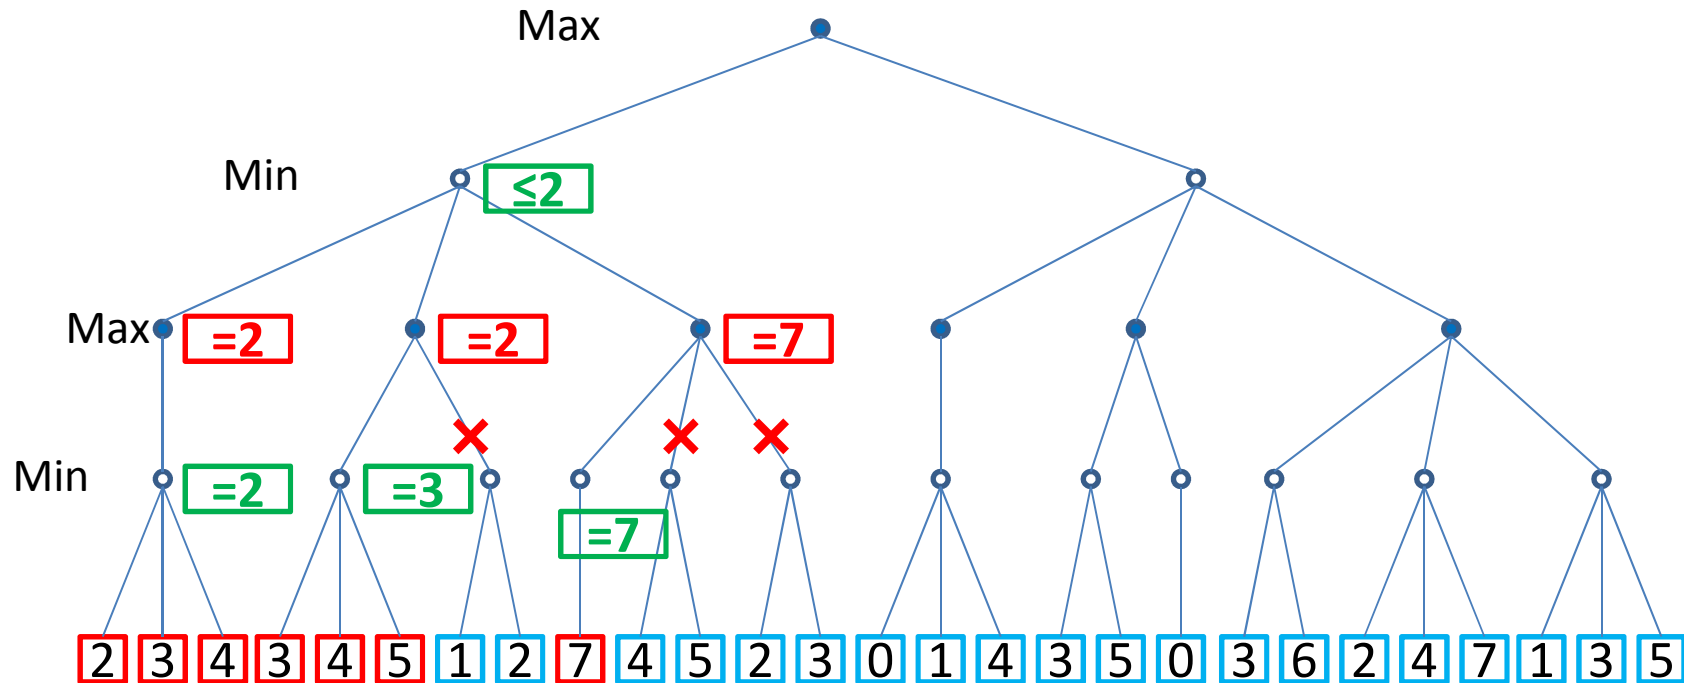 Max
Min ≤2
Max =2 =2 =7
Min =2 =3
=7
2 3 4 3 4 5 1 2 7 4 5 2 3 0 1 4 3 5 0 3 6 2 4 7 1 3 5